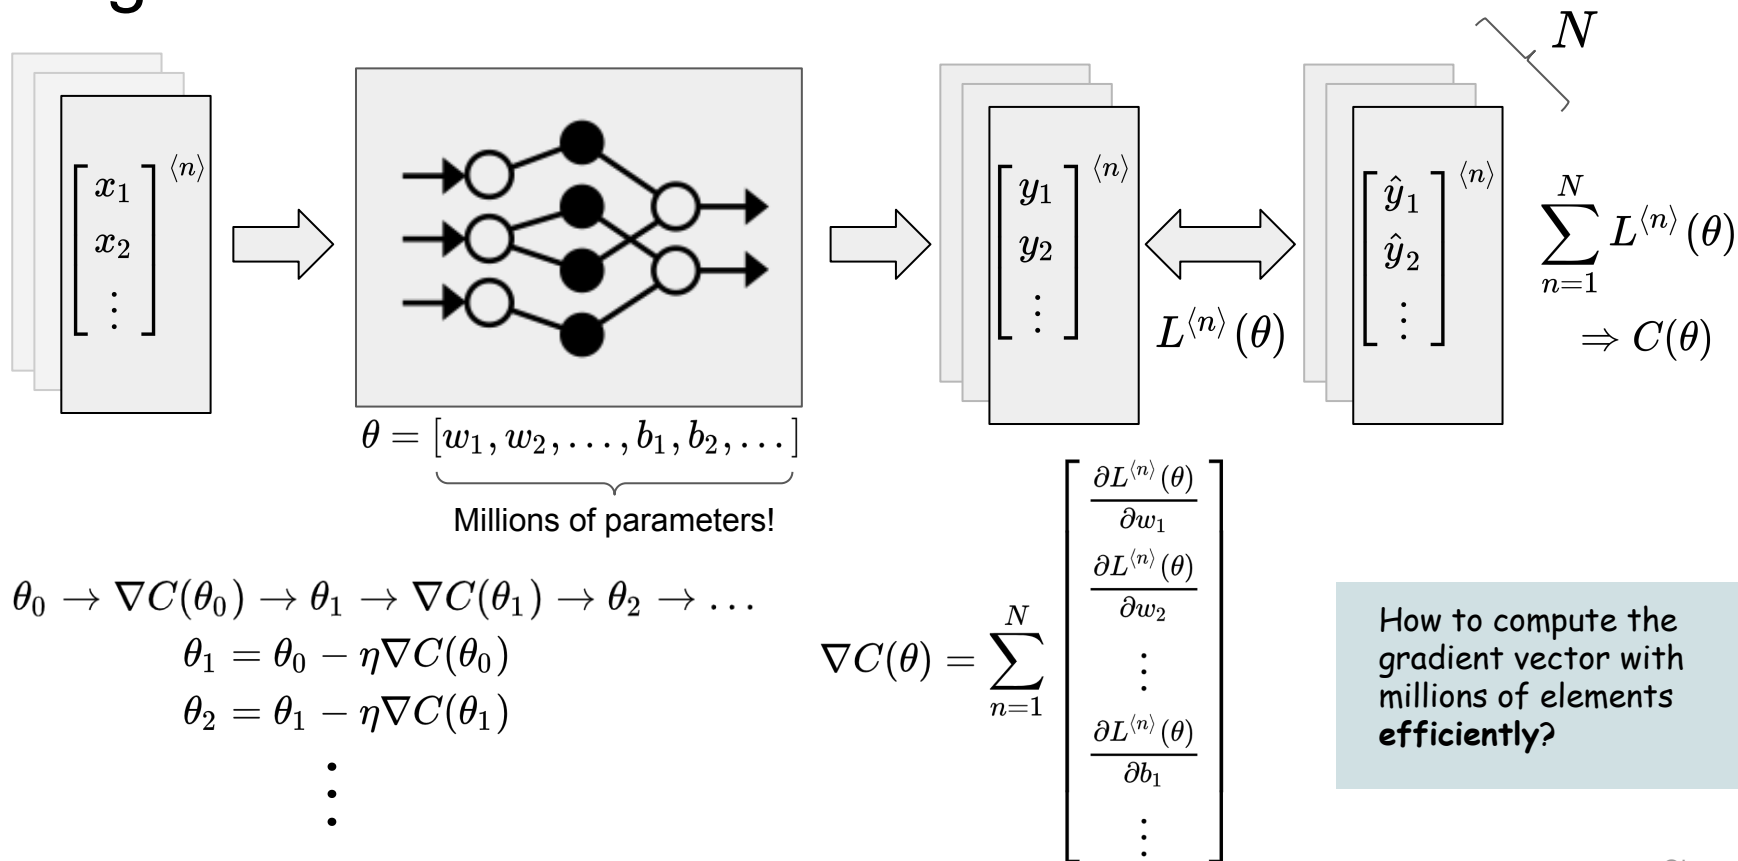 N
[x₁ x₂ ⋮]⟨n⟩
[y₁ y₂ ⋮]⟨n⟩
[ŷ₁ ŷ₂ ⋮]⟨n⟩
L⟨n⟩(θ)
∑ₙ₌₁ᴺ L⟨n⟩(θ)
⇒ C(θ)
θ = [w₁, w₂, . . . , b₁, b₂, . . . ]
Millions of parameters!
θ₀ → ∇C(θ₀) → θ₁ → ∇C(θ₁) → θ₂ → . . .
θ₁ = θ₀ − η∇C(θ₀)
θ₂ = θ₁ − η∇C(θ₁)
⋮
∇C(θ) = ∑ₙ₌₁ᴺ [∂L⟨n⟩(θ)/∂w₁ ∂L⟨n⟩(θ)/∂w₂ ⋮ ∂L⟨n⟩(θ)/∂b₁ ⋮]
How to compute the
gradient vector with
millions of elements
efficiently?